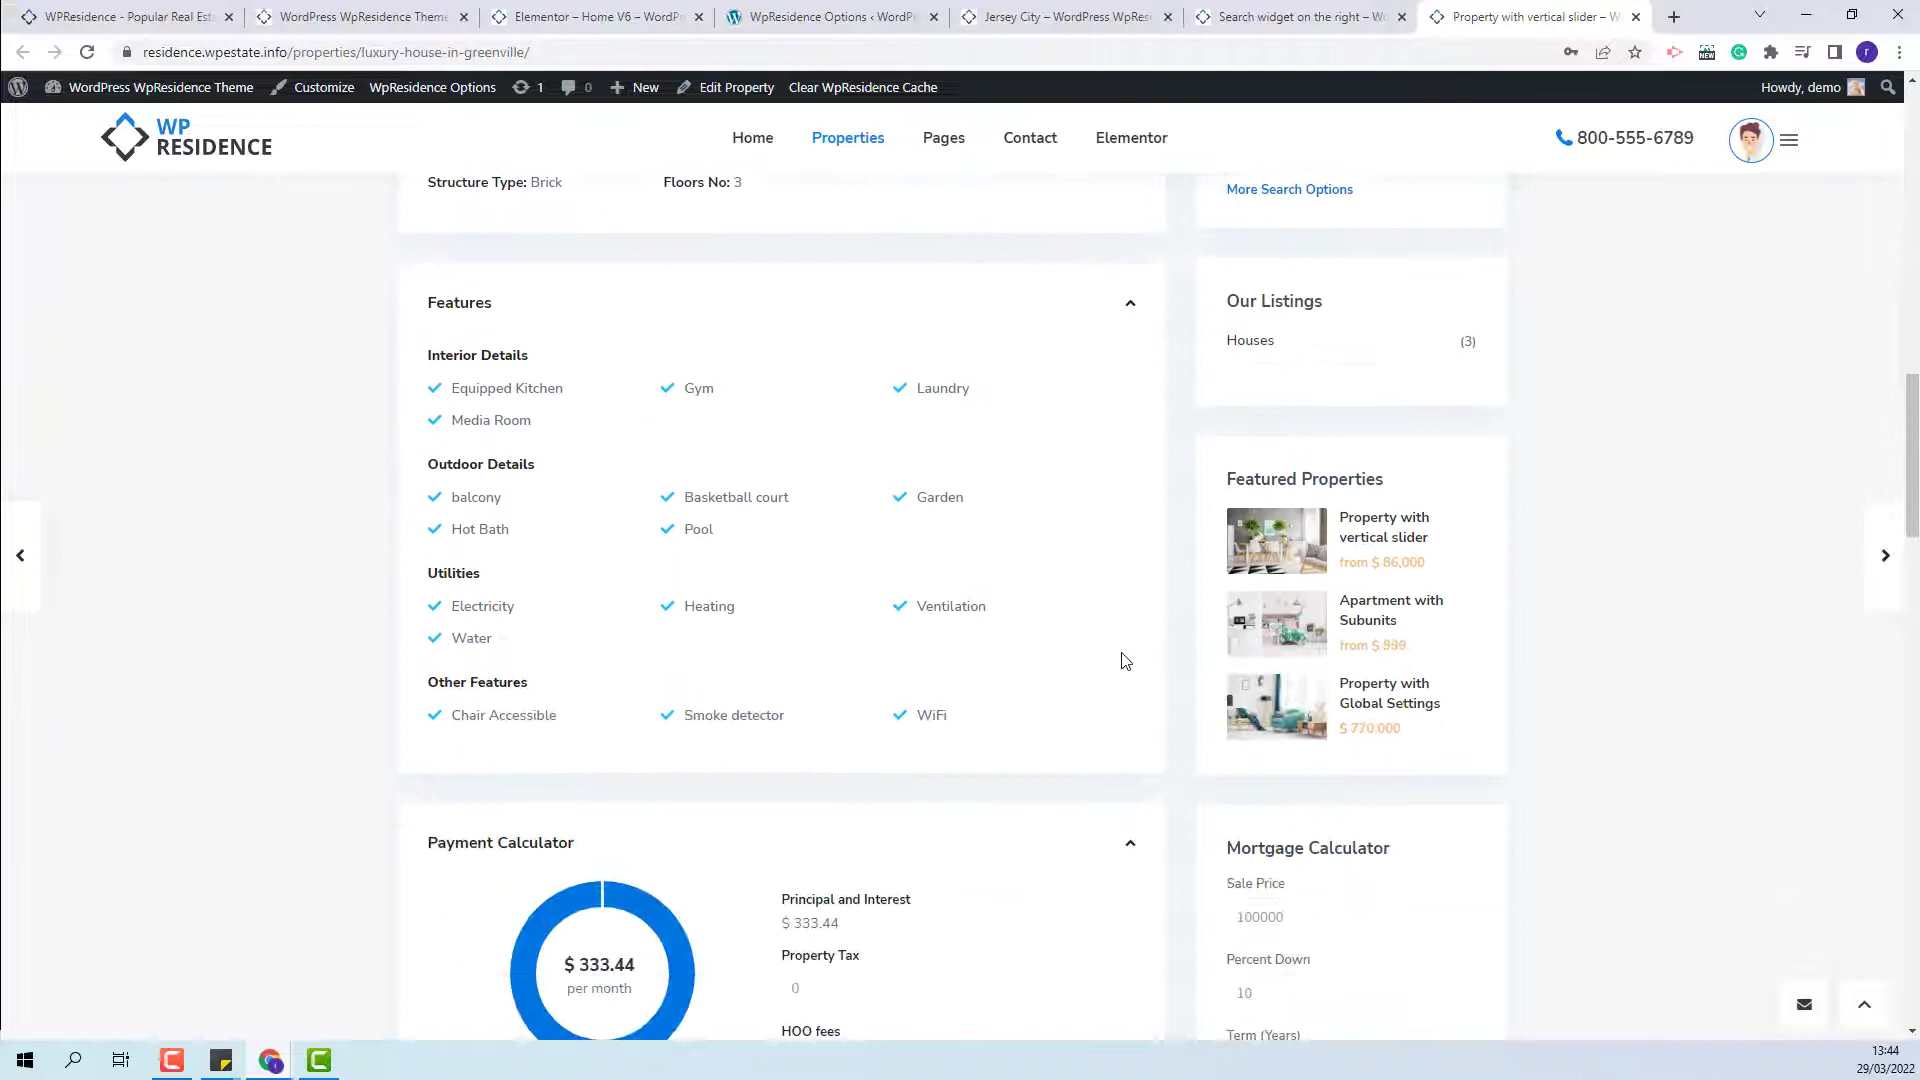 WPResidence - Popular Real Est
WordPress WpResidence Theme
Elementor – Home V6 – WordP
WpResidence Options ‹ WordP
Jersey City – WordPress WpRes
Search widget on the right – Wo
Property with vertical slider – W
residence.wpestate.info/properties/luxury-house-in-greenville/
NEW
r
WordPress WpResidence Theme
Customize
WpResidence Options
1
0
New
Edit Property
Clear WpResidence Cache
Howdy, demo
WP
RESIDENCE
Home
Properties
Pages
Contact
Elementor
800-555-6789
Structure Type: Brick
Floors No: 3
More Search Options
Features
Interior Details
Equipped Kitchen
Gym
Laundry
Media Room
Outdoor Details
balcony
Basketball court
Garden
Hot Bath
Pool
Utilities
Electricity
Heating
Ventilation
Water
Other Features
Chair Accessible
Smoke detector
WiFi
Our Listings
Houses
(3)
Featured Properties
Property with
vertical slider
from $ 86,000
Apartment with
Subunits
from $ 999
Property with
Global Settings
$ 770.000
Payment Calculator
$ 333.44
per month
Principal and Interest
$ 333.44
Property Tax
0
HOO fees
Mortgage Calculator
Sale Price
100000
Percent Down
10
Term (Years)
13:44
29/03/2022